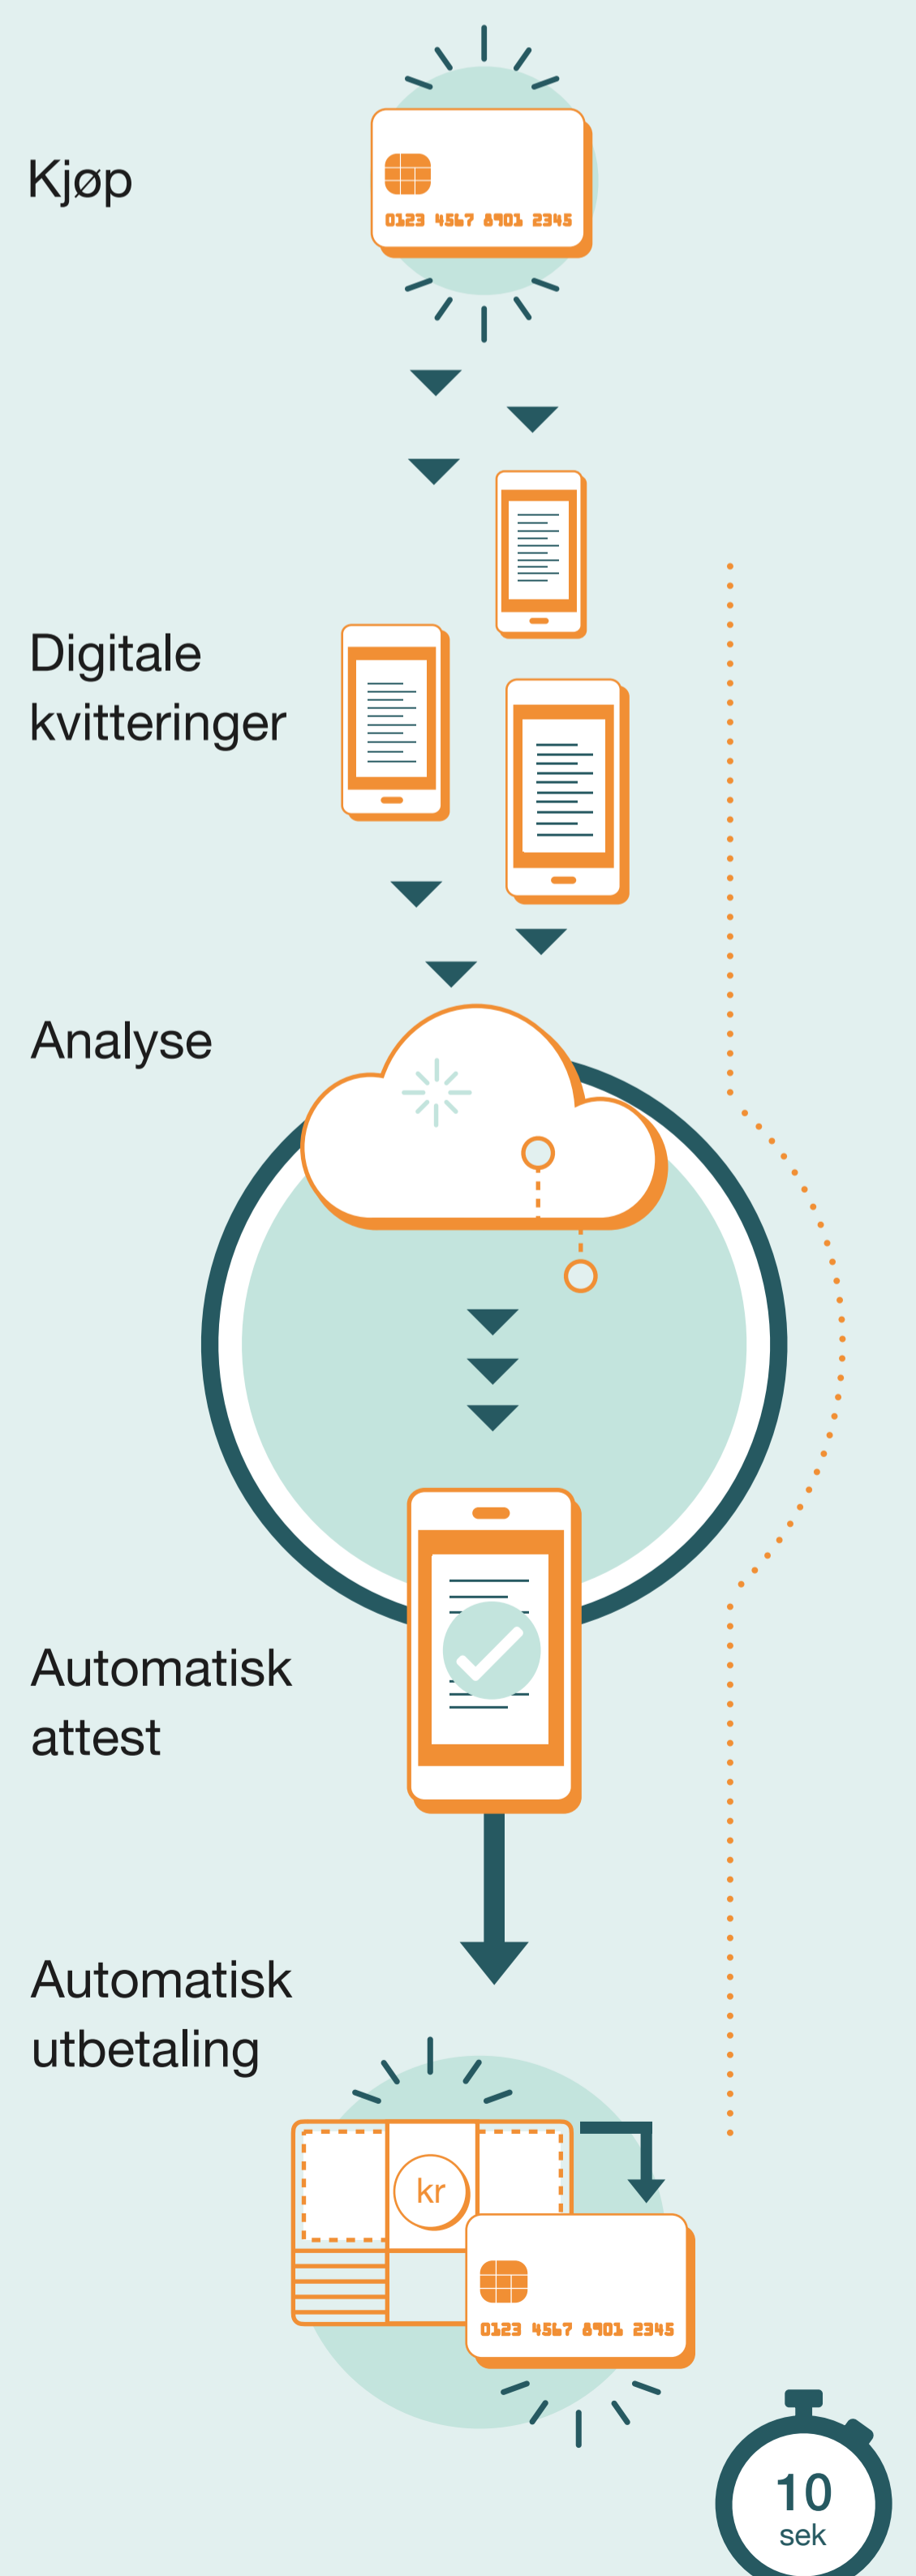 Kjøp
0123 4567 8901 2345
Digitale
kvitteringer
Analyse
Automatisk
attest
Automatisk
utbetaling
kr
0123 4567 8901 2345
10
sek